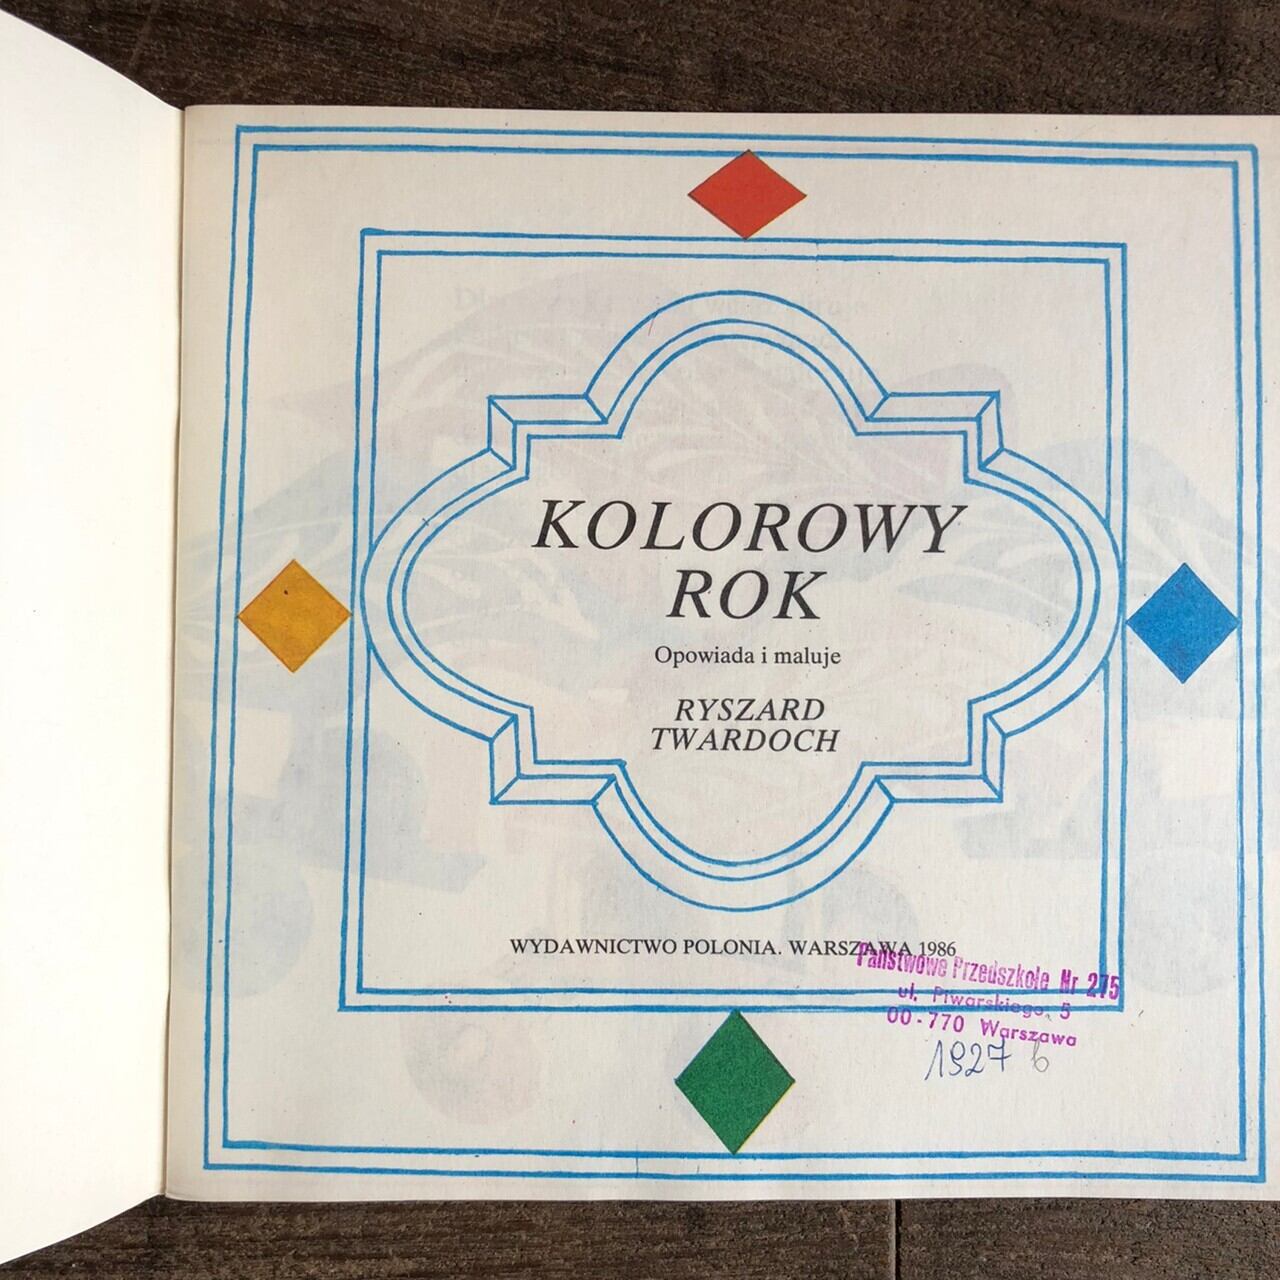 KOLOROWY
ROK
Opowiada i maluje
RYSZARD
TWARDOCH
WYDAWNICTWO POLONIA. WARSZAWA 1986
Państwowe Przedszkole Nr 275
ul. Piwarskiego 5
00-770 Warszawa
1927 b